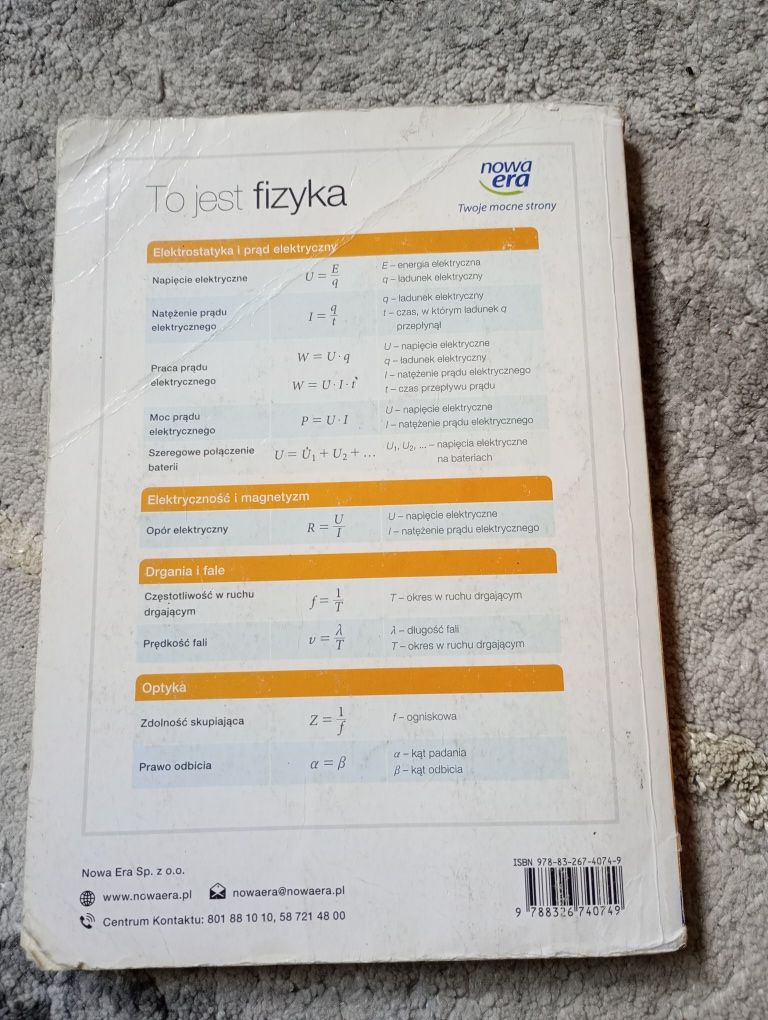 To jest fizyka
nowa
era
Twoje mocne strony
Elektrostatyka i prąd elektryczny
Napięcie elektryczne
U = E/q
E – energia elektryczna
q – ładunek elektryczny
Natężenie prądu
elektrycznego
I = q/t
q – ładunek elektryczny
t – czas, w którym ładunek q
przepłynął
Praca prądu
elektrycznego
W = U · q
W = U · I · t
U – napięcie elektryczne
q – ładunek elektryczny
I – natężenie prądu elektrycznego
t – czas przepływu prądu
Moc prądu
elektrycznego
P = U · I
U – napięcie elektryczne
I – natężenie prądu elektrycznego
Szeregowe połączenie
baterii
U = U₁ + U₂ + ...
U₁, U₂, ... – napięcia elektryczne
na bateriach
Elektryczność i magnetyzm
Opór elektryczny
R = U/I
U – napięcie elektryczne
I – natężenie prądu elektrycznego
Drgania i fale
Częstotliwość w ruchu
drgającym
f = 1/T
T – okres w ruchu drgającym
Prędkość fali
υ = λ/T
λ – długość fali
T – okres w ruchu drgającym
Optyka
Zdolność skupiająca
Z = 1/f
f – ogniskowa
Prawo odbicia
α = β
α – kąt padania
β – kąt odbicia
Nowa Era Sp. z o.o.
www.nowaera.pl nowaera@nowaera.pl
Centrum Kontaktu: 801 88 10 10, 58 721 48 00
ISBN 978-83-267-4074-9
9 788326 740749